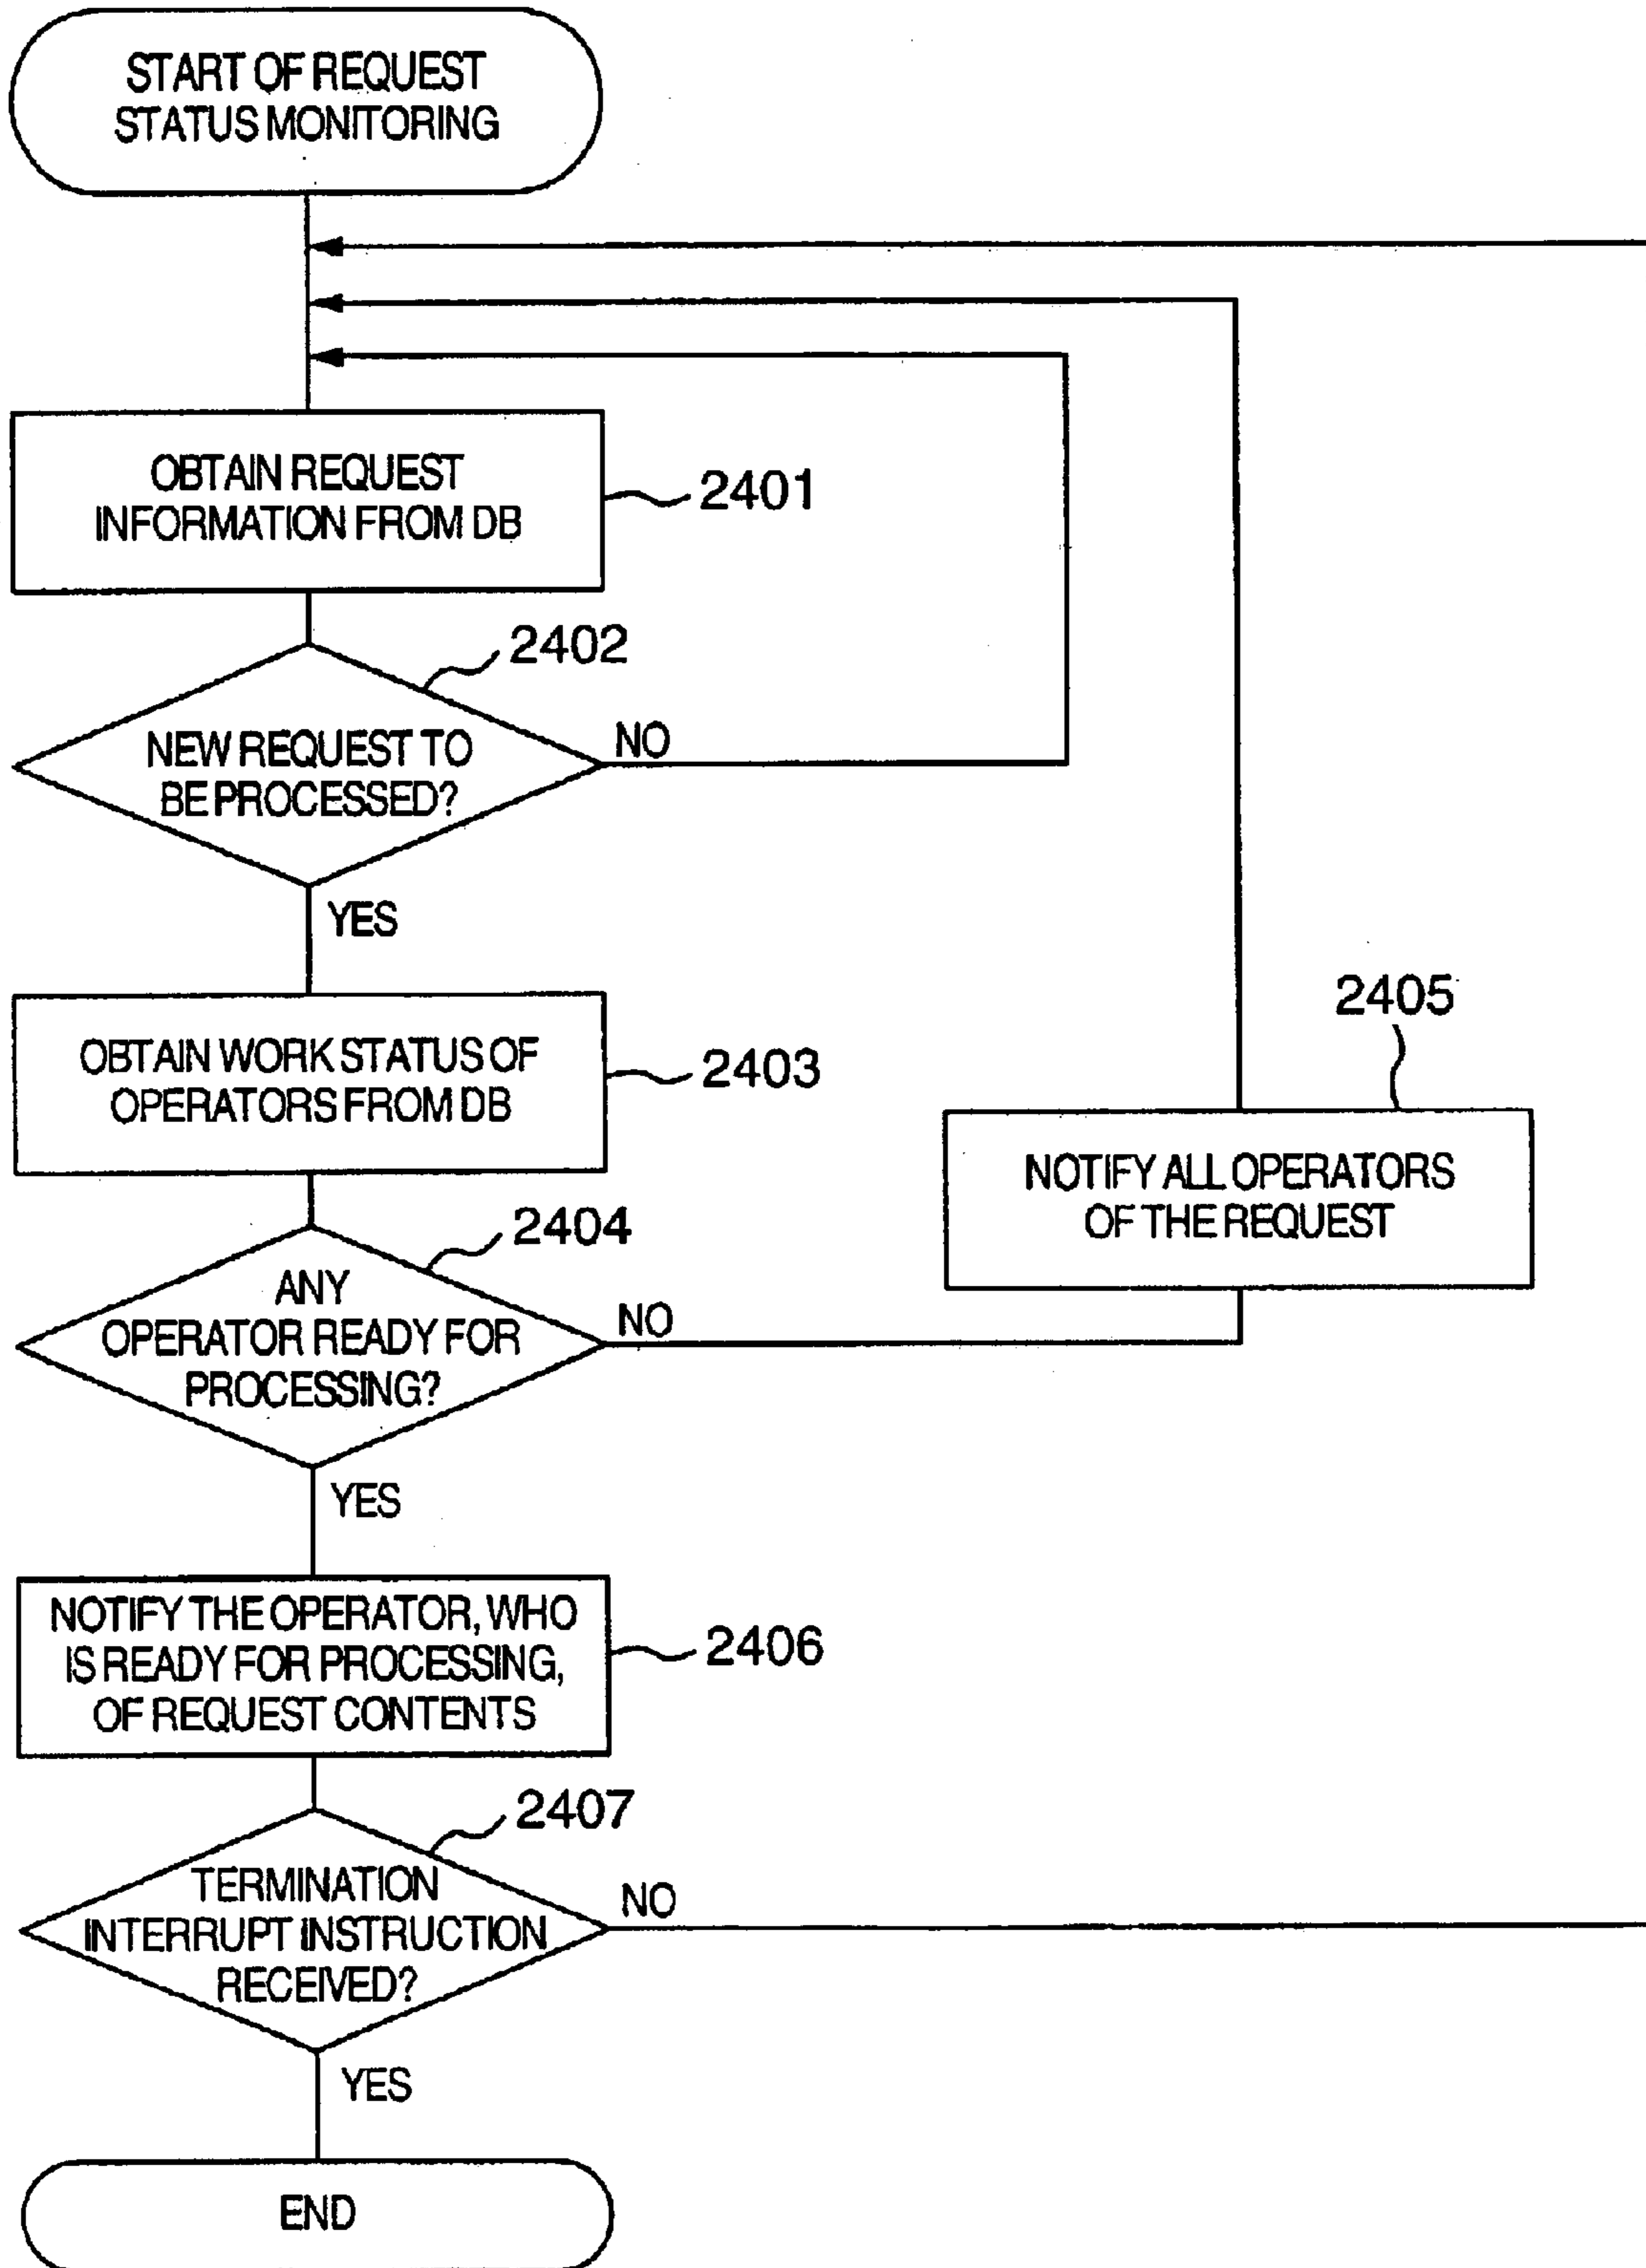 START OF REQUEST
STATUS MONITORING
OBTAIN REQUEST
INFORMATION FROM DB
2401
2402
NEW REQUEST TO
BE PROCESSED?
NO
YES
OBTAIN WORK STATUS OF
OPERATORS FROM DB
2403
2405
NOTIFY ALL OPERATORS
OF THE REQUEST
2404
ANY
OPERATOR READY FOR
PROCESSING?
NO
YES
NOTIFY THE OPERATOR, WHO
IS READY FOR PROCESSING,
OF REQUEST CONTENTS
2406
2407
TERMINATION
INTERRUPT INSTRUCTION
RECEIVED?
NO
YES
END